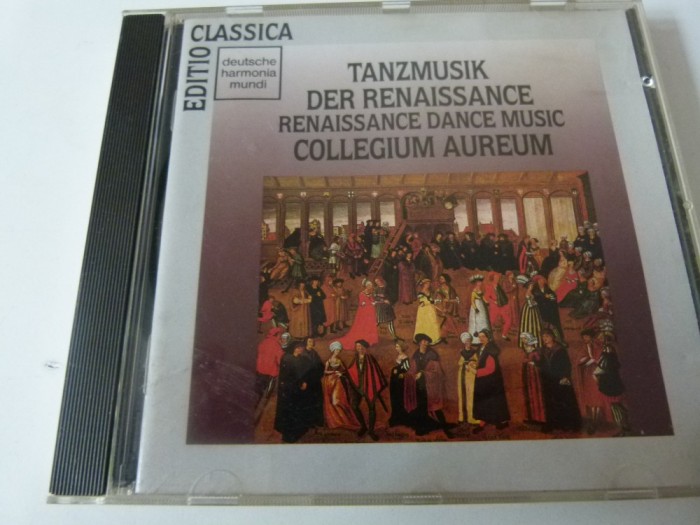 EDITIO CLASSICA
deutsche
harmonia
mundi
TANZMUSIK
DER RENAISSANCE
RENAISSANCE DANCE MUSIC
COLLEGIUM AUREUM